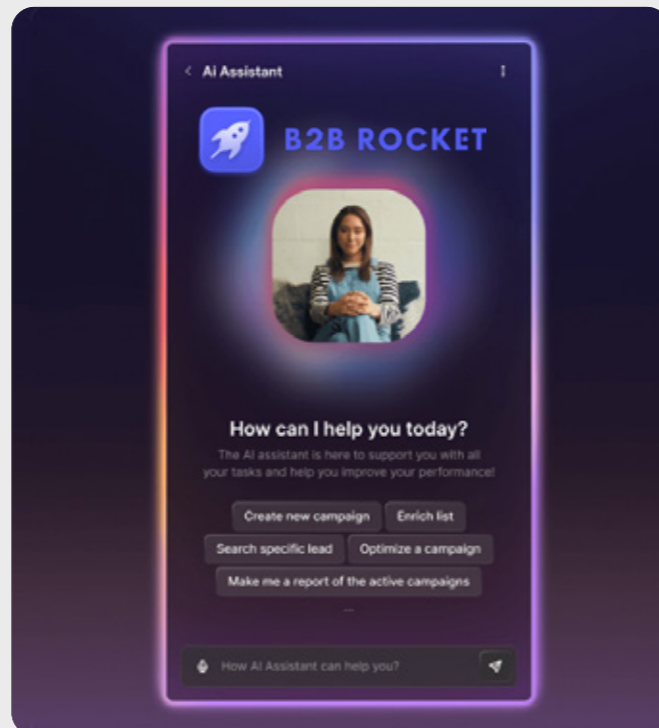 Ai Assistant
B2B ROCKET
How can I help you today?
The AI assistant is here to support you with all
your tasks and help you improve your performance!
Create new campaign Enrich list
Search specific lead Optimize a campaign
Make me a report of the active campaigns
...
How AI Assistant can help you?